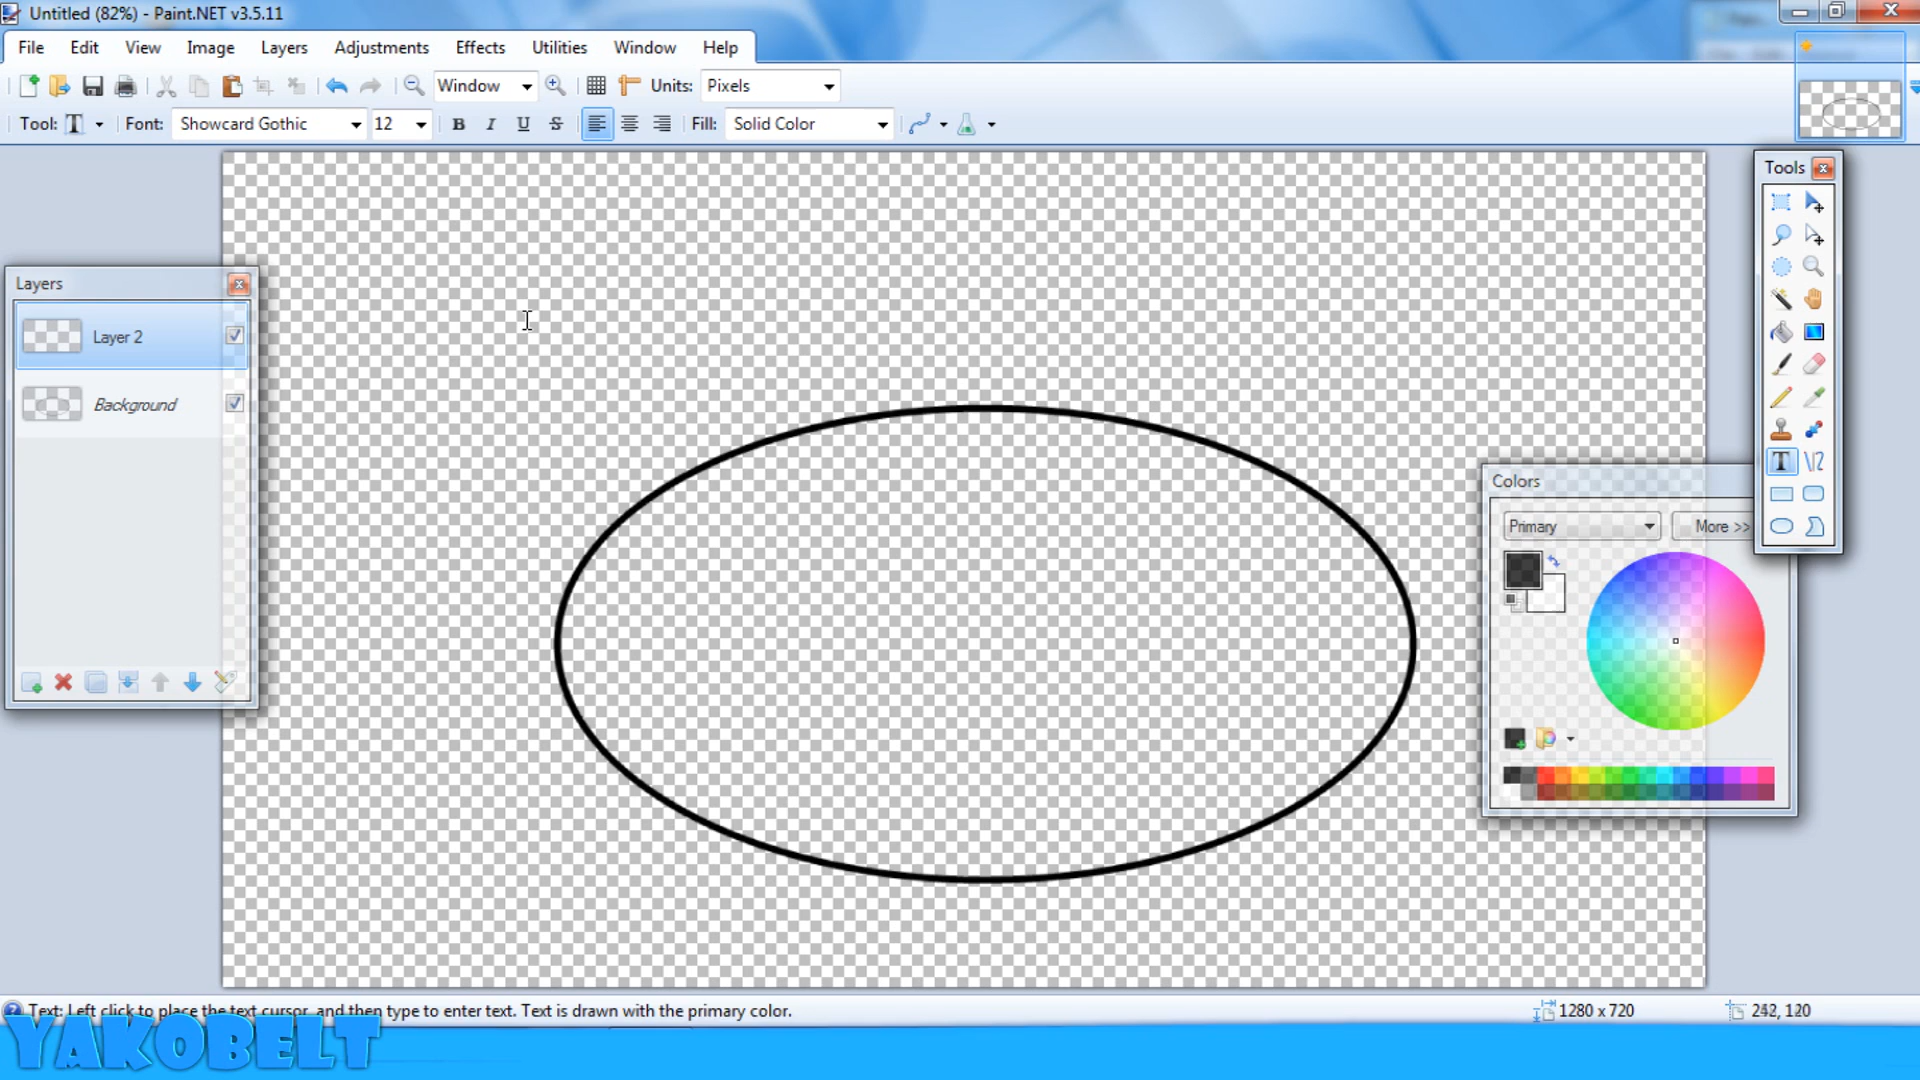 Untitled (82%) - Paint.NET v3.5.11
File Edit View Image Layers Adjustments Effects Utilities Window Help
Window Units: Pixels
Tool: T Font: Showcard Gothic 12 B I U S Fill: Solid Color
Tools
Layers
Layer 2
Background
Colors
Primary More >>
Text: Left click to place the text cursor, and then type to enter text. Text is drawn with the primary color.
1280 x 720
YAKOBELT